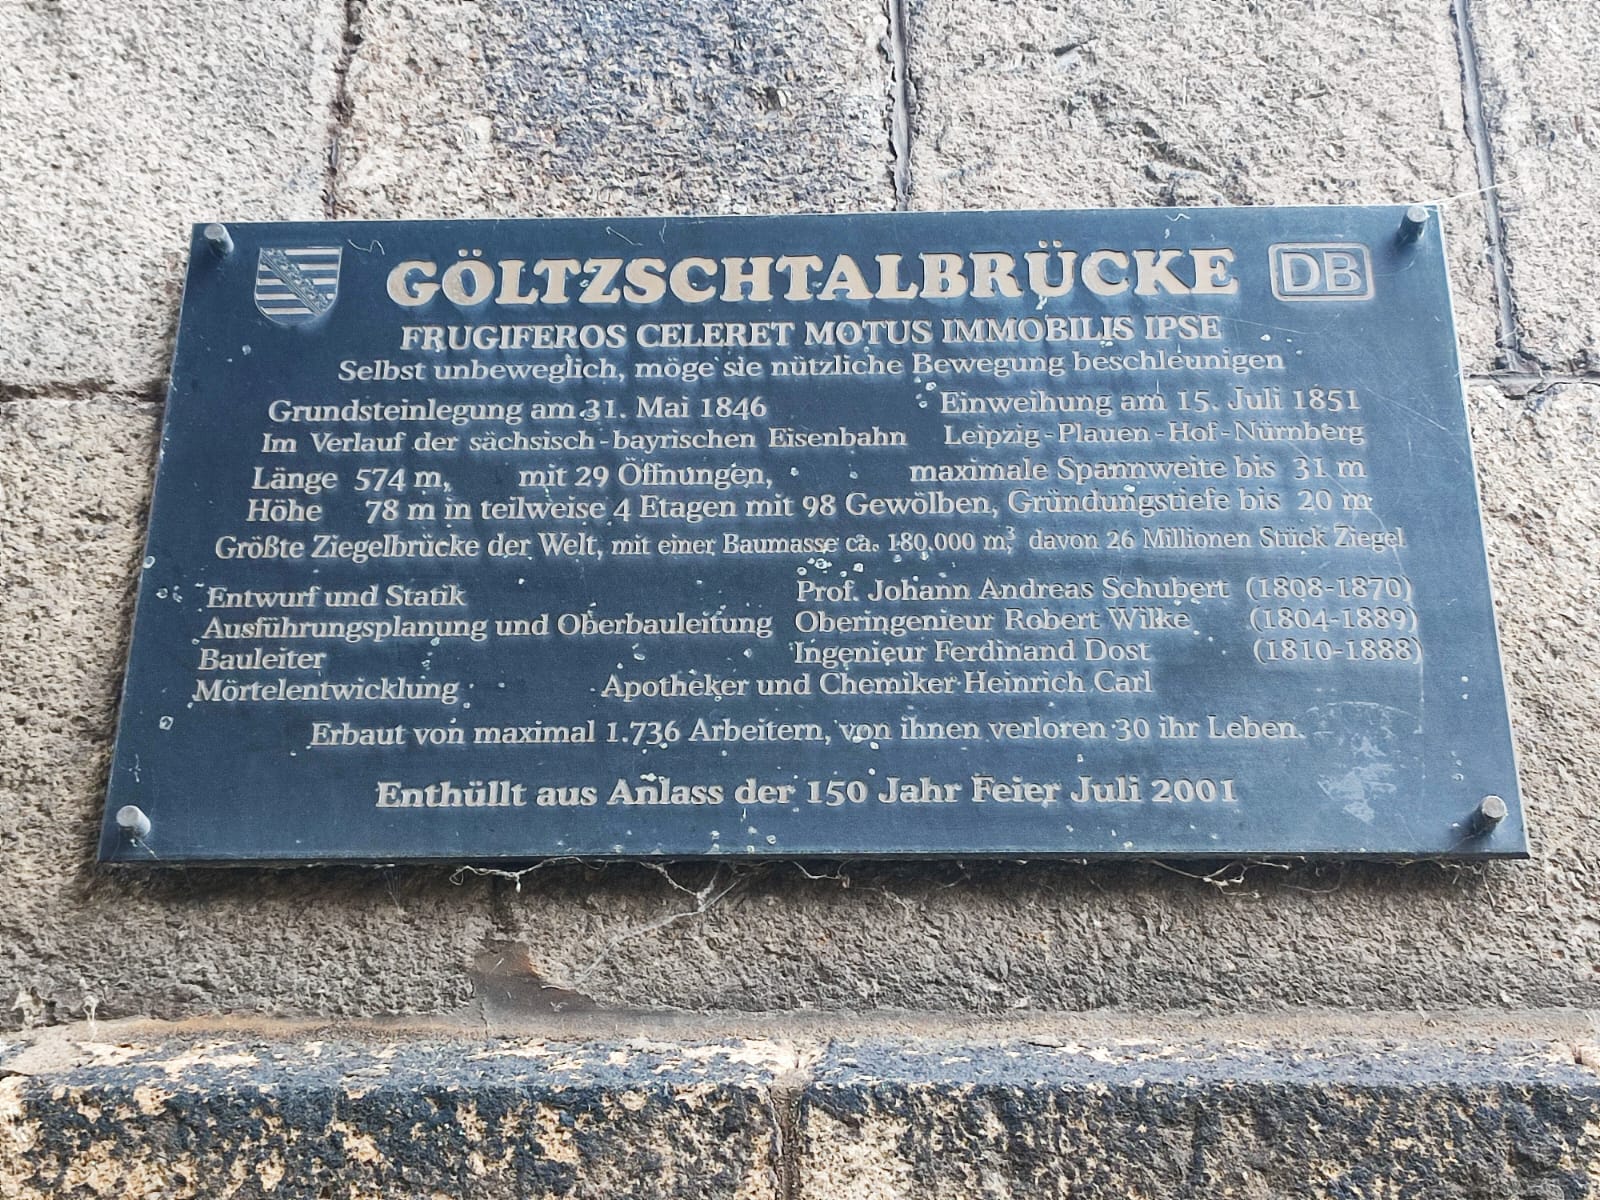 GÖLTZSCHTALBRÜCKE DB
FRUGIFEROS CELERET MOTUS IMMOBILIS IPSE
Selbst unbeweglich, möge sie nützliche Bewegung beschleunigen
Grundsteinlegung am 31. Mai 1846 Einweihung am 15. Juli 1851
Im Verlauf der sächsisch-bayrischen Eisenbahn Leipzig-Plauen-Hof-Nürnberg
Länge 574 m, mit 29 Öffnungen, maximale Spannweite bis 31 m
Höhe 78 m in teilweise 4 Etagen mit 98 Gewölben, Gründungstiefe bis 20 m
Größte Ziegelbrücke der Welt, mit einer Baumasse ca. 180.000 m³, davon 26 Millionen Stück Ziegel
Entwurf und Statik Prof. Johann Andreas Schubert (1808-1870)
Ausführungsplanung und Oberbauleitung Oberingenieur Robert Wilke (1804-1889)
Bauleiter Ingenieur Ferdinand Dost (1810-1888)
Mörtelentwicklung Apotheker und Chemiker Heinrich Carl
Erbaut von maximal 1.736 Arbeitern, von ihnen verloren 30 ihr Leben.
Enthüllt aus Anlass der 150 Jahr Feier Juli 2001